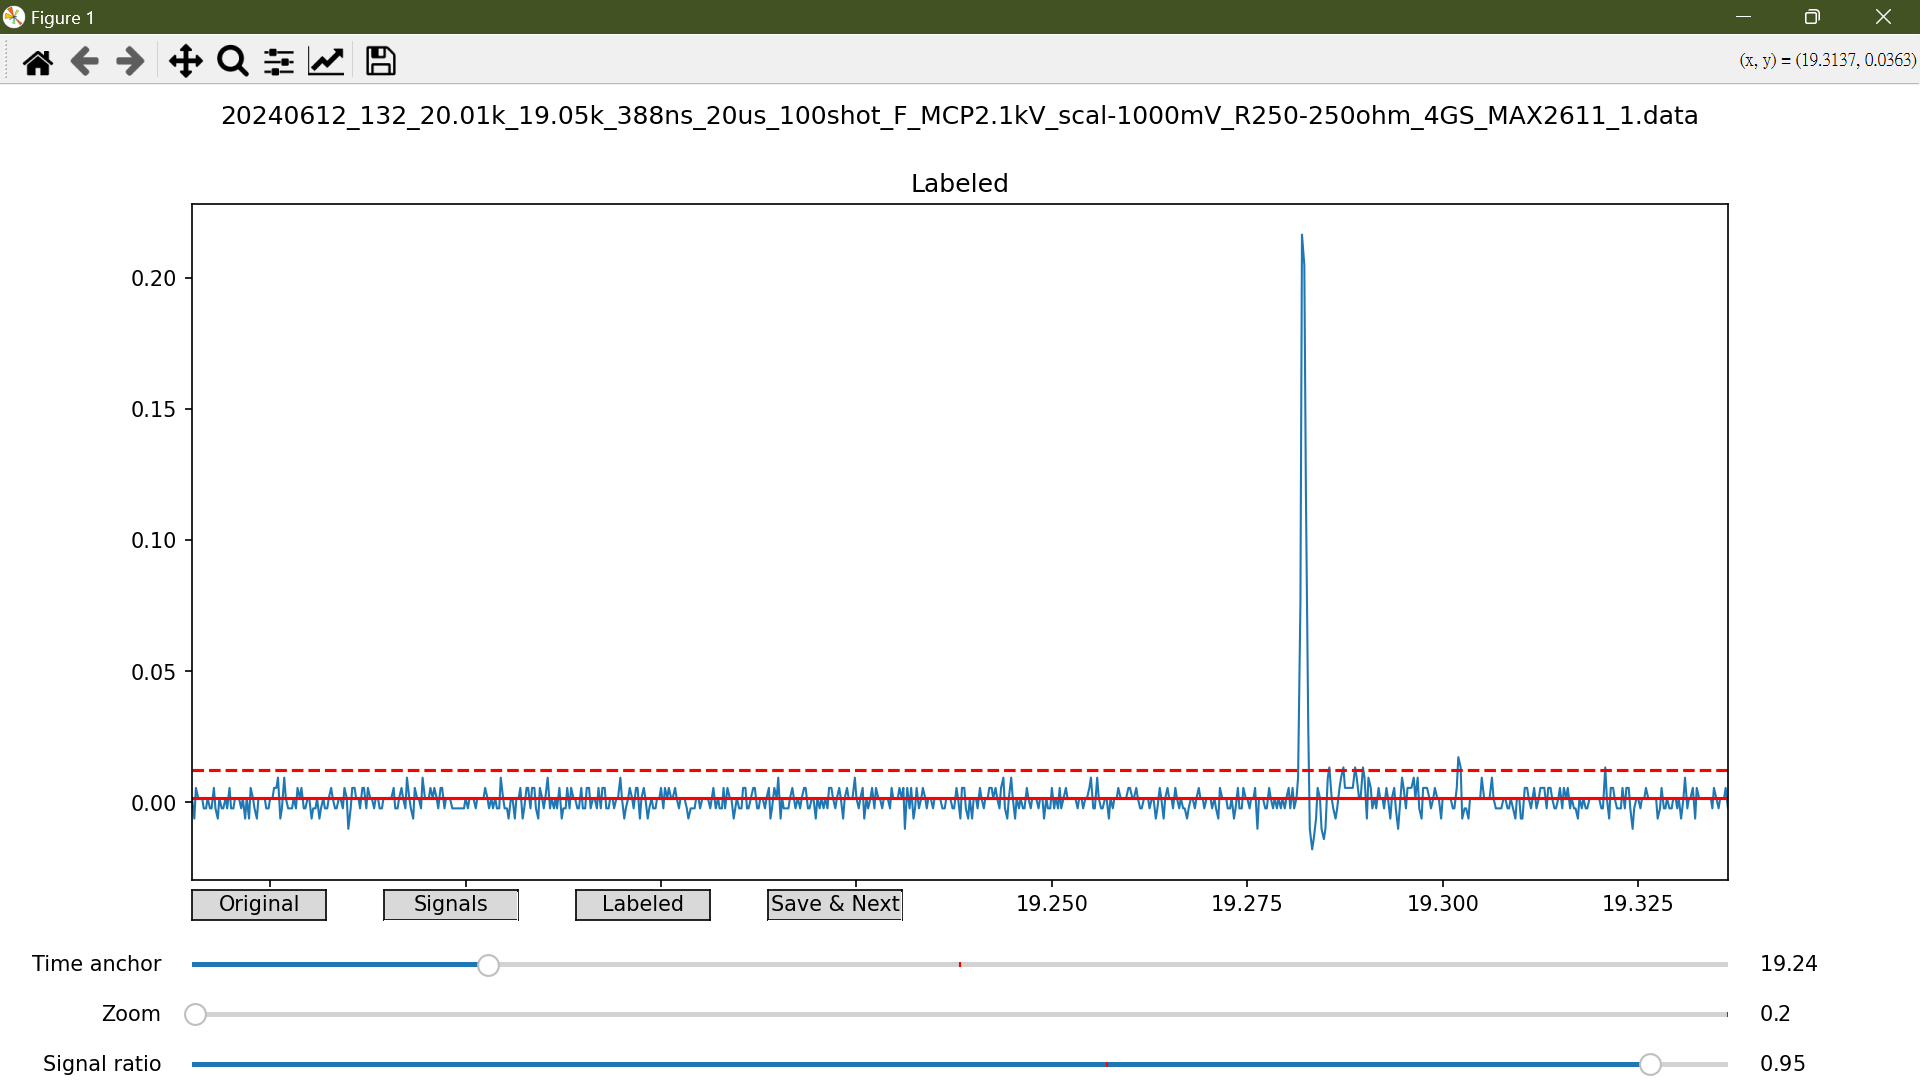 Figure 1
(x, y) = (19.3137, 0.0363)
20240612_132_20.01k_19.05k_388ns_20us_100shot_F_MCP2.1kV_scal-1000mV_R250-250ohm_4GS_MAX2611_1.data
Labeled
0.20
0.15
0.10
0.05
0.00
Original Signals Labeled Save & Next 19.250 19.275 19.300 19.325
Time anchor 19.24
Zoom 0.2
Signal ratio 0.95